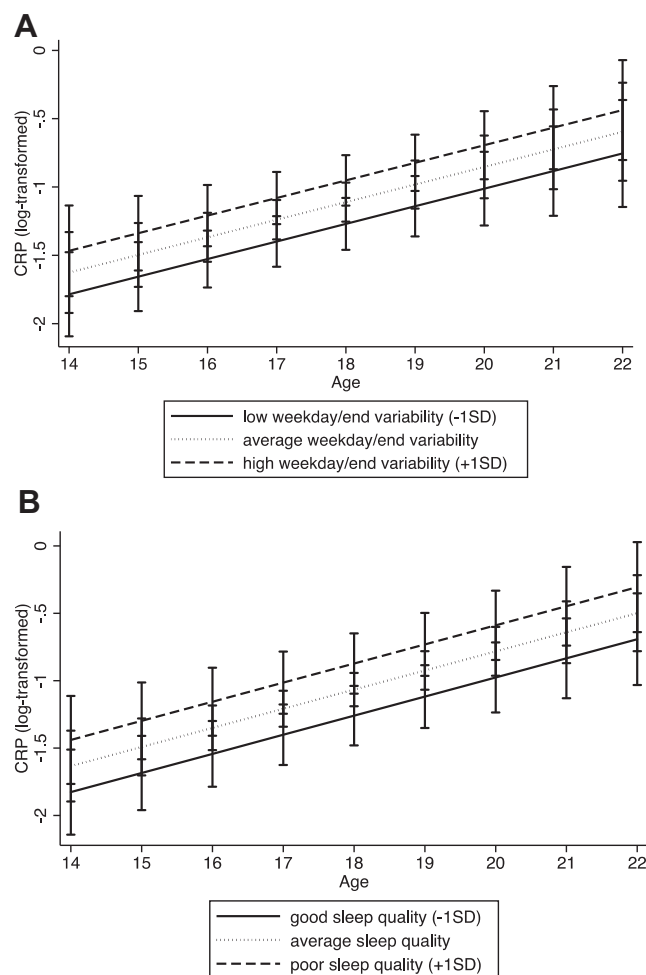 A
0
-.5
-1
-1.5
-2
CRP (log-transformed)
14 15 16 17 18 19 20 21 22
Age
low weekday/end variability (-1SD)
average weekday/end variability
high weekday/end variability (+1SD)
B
0
-.5
-1
-1.5
-2
CRP (log-transformed)
14 15 16 17 18 19 20 21 22
Age
good sleep quality (-1SD)
average sleep quality
poor sleep quality (+1SD)